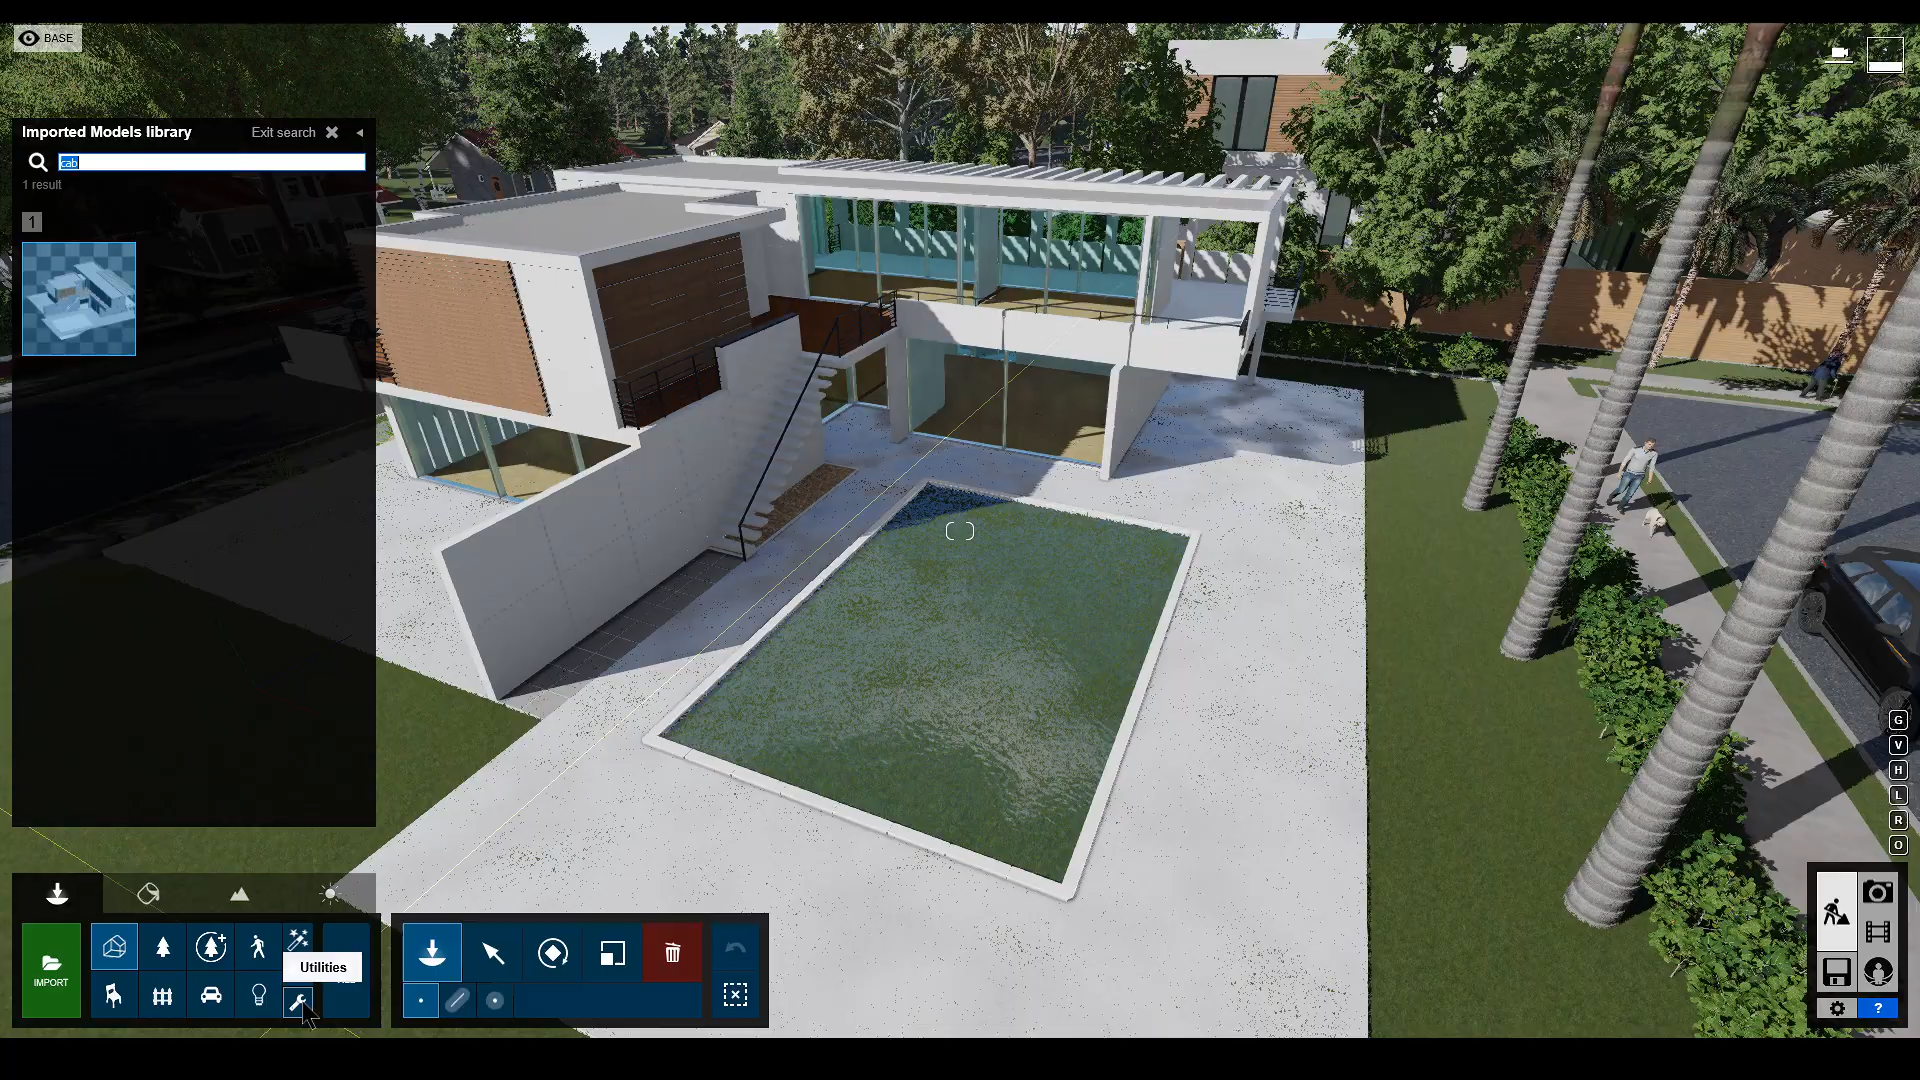 BASE
Imported Models library
Exit search
cab
1 result
1
G
V
H
L
R
O
Utilities
IMPORT
?